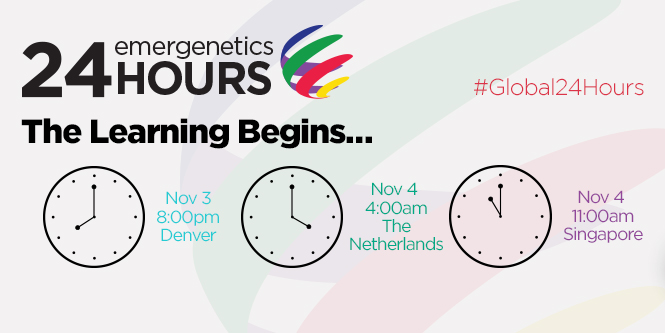 24 emergenetics
HOURS
#Global24Hours
The Learning Begins...
Nov 3
8:00pm
Denver
Nov 4
4:00am
The
Netherlands
Nov 4
11:00am
Singapore